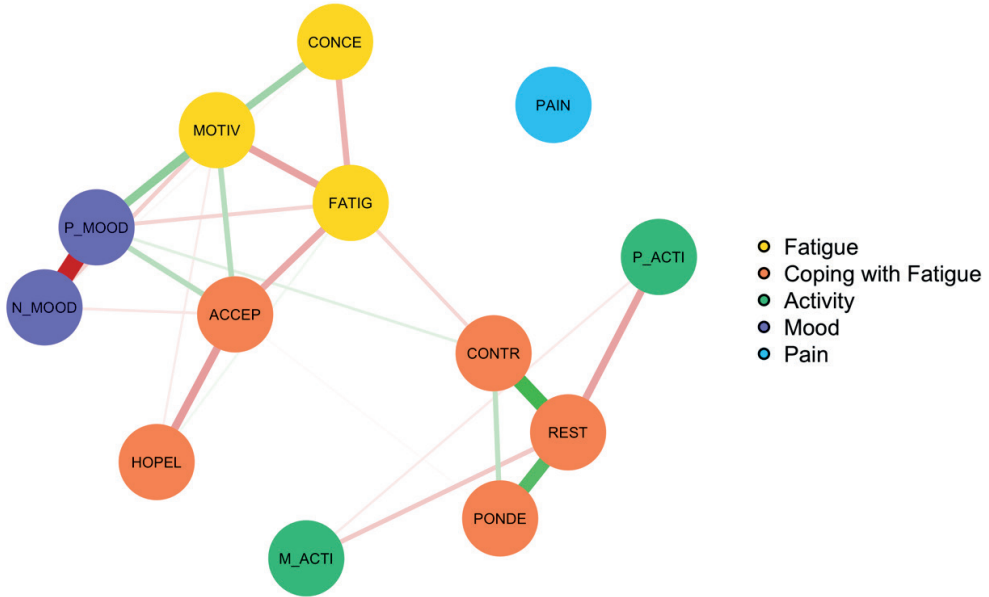 CONCE
PAIN
MOTIV
FATIG
P_MOOD
P_ACTI
N_MOOD
ACCEP
CONTR
REST
HOPEL
PONDE
M_ACTI
Fatigue
Coping with Fatigue
Activity
Mood
Pain